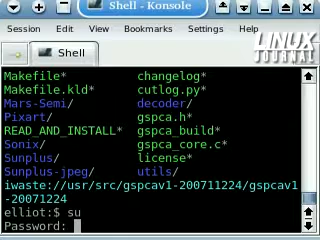 Shell - Konsole
Session Edit View Bookmarks Settings Help
Shell
LINUX
JOURNAL
Makefile* changelog*
Makefile.kld* cutlog.py*
Mars-Semi/ decoder/
Pixart/ gspca.h*
READ_AND_INSTALL* gspca_build*
Sonix/ gspca_core.c*
Sunplus/ license*
Sunplus-jpeg/ utils/
iwaste://usr/src/gspcav1-200711224/gspcav1
-20071224
elliot:$ su
Password: